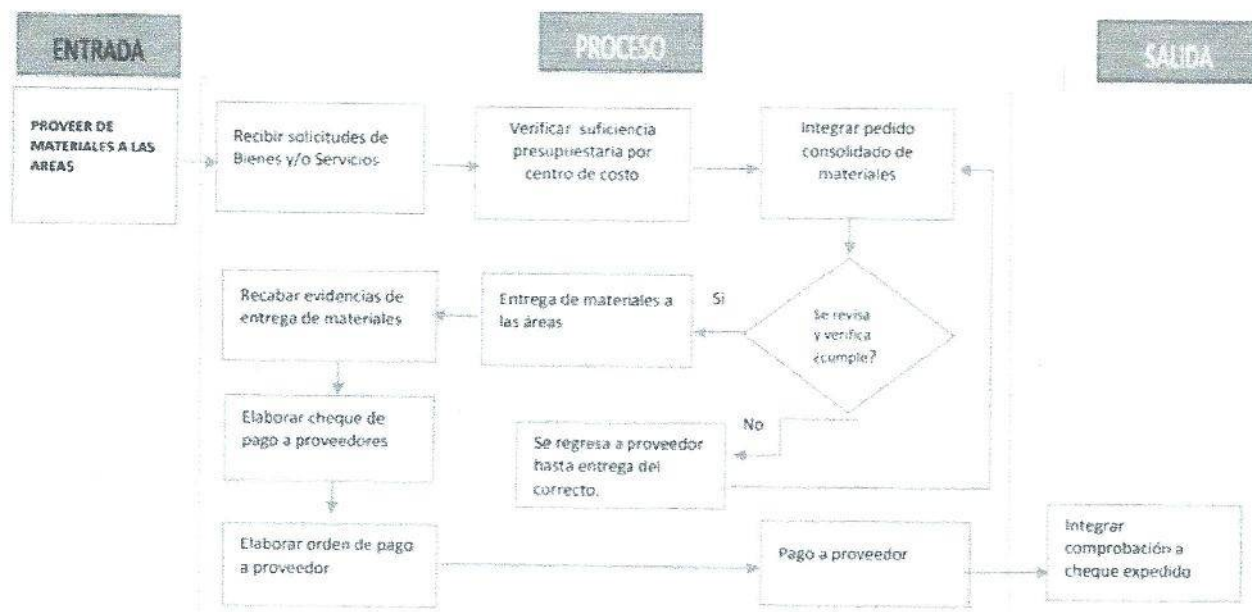 ENTRADA
PROCESO
SALIDA
PROVEER DE
MATERIALES A LAS
AREAS
Recibir solicitudes de
Bienes y/o Servicios
Verificar suficiencia
presupuestaria por
centro de costo
Integrar pedido
consolidado de
materiales
Se revisa
y verifica
¿cumple?
Si
Entrega de materiales a
las áreas
Recabar evidencias de
entrega de materiales
Elaborar cheque de
pago a proveedores
No
Se regresa a proveedor
hasta entrega del
correcto.
Elaborar orden de pago
a proveedor
Pago a proveedor
Integrar
comprobación a
cheque expedido